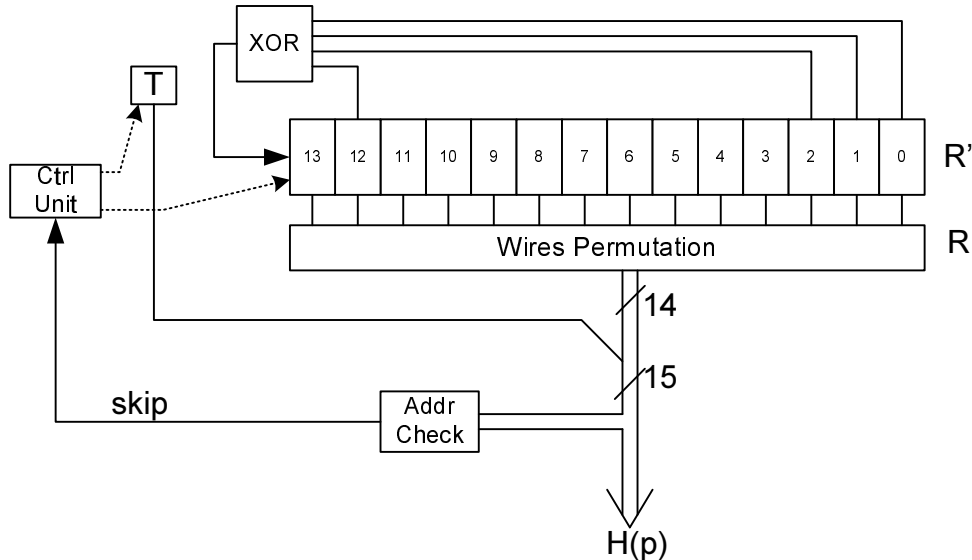 XOR
T
13 12 11 10 9 8 7 6 5 4 3 2 1 0
R’
Ctrl
Unit
Wires Permutation
R
14
15
skip
Addr
Check
H(p)